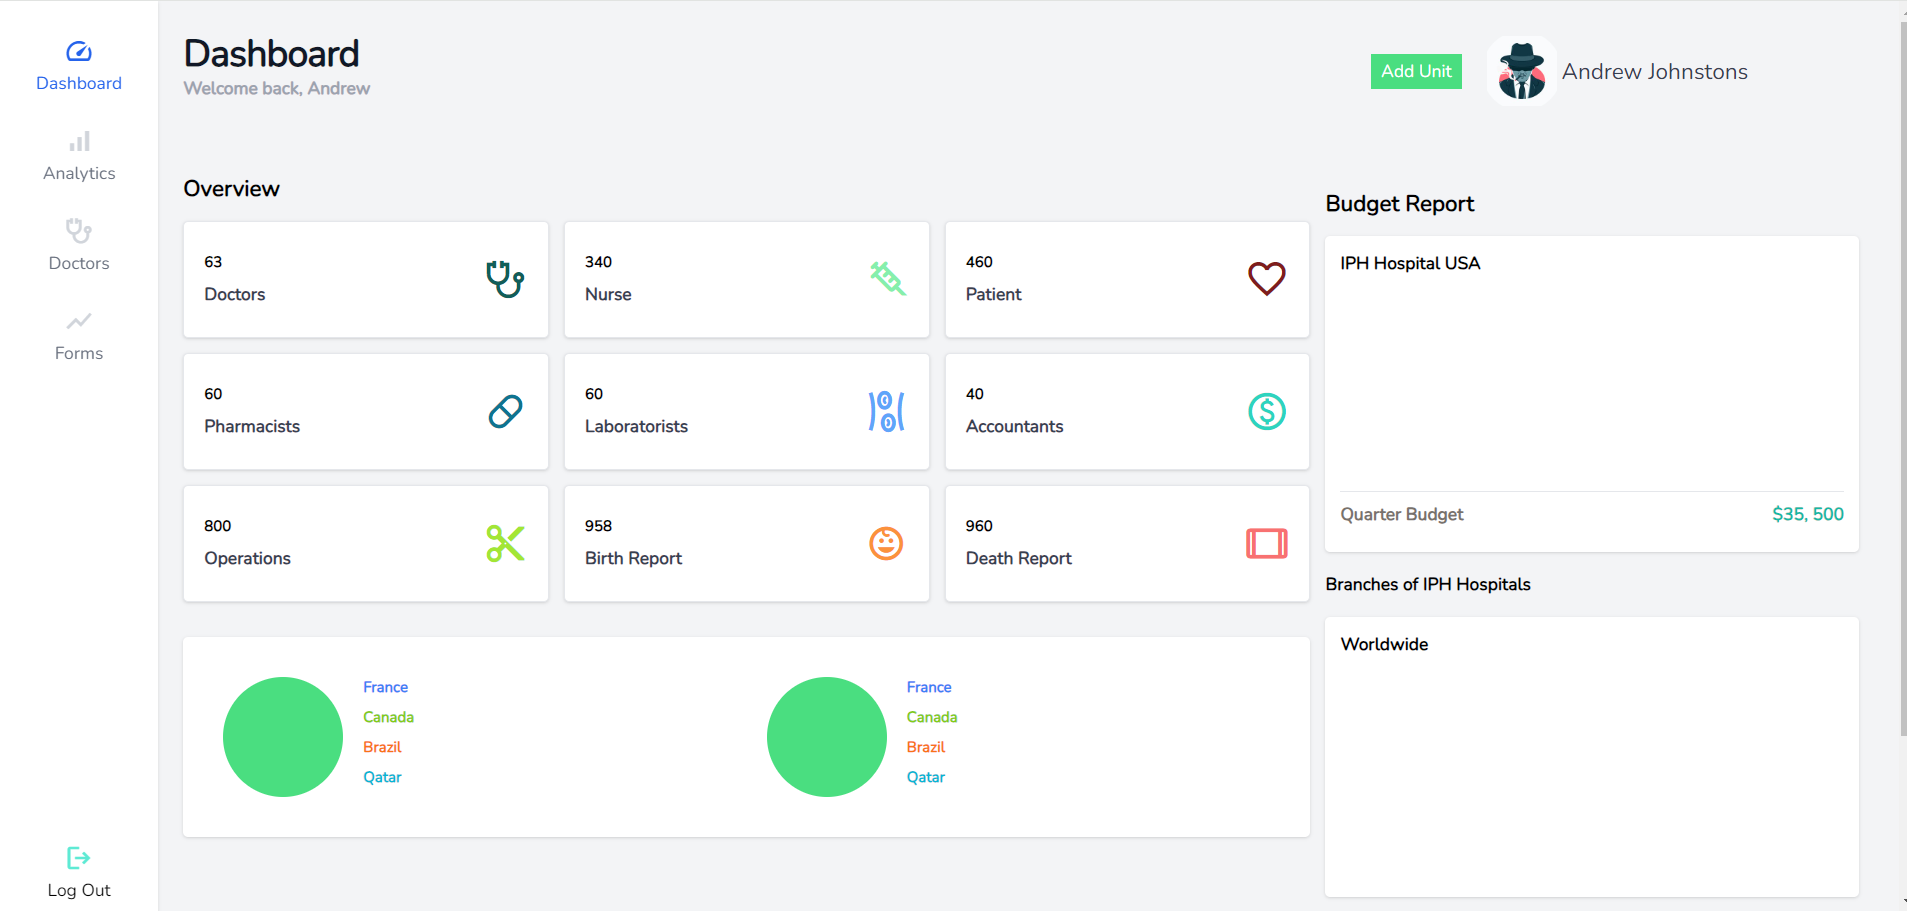 Dashboard
Analytics
Doctors
Forms
Log Out
Dashboard
Welcome back, Andrew
Add Unit
Andrew Johnstons
Overview
63
Doctors
340
Nurse
460
Patient
60
Pharmacists
60
Laboratorists
40
Accountants
800
Operations
958
Birth Report
960
Death Report
France
Canada
Brazil
Qatar
France
Canada
Brazil
Qatar
Budget Report
IPH Hospital USA
Quarter Budget $35, 500
Branches of IPH Hospitals
Worldwide